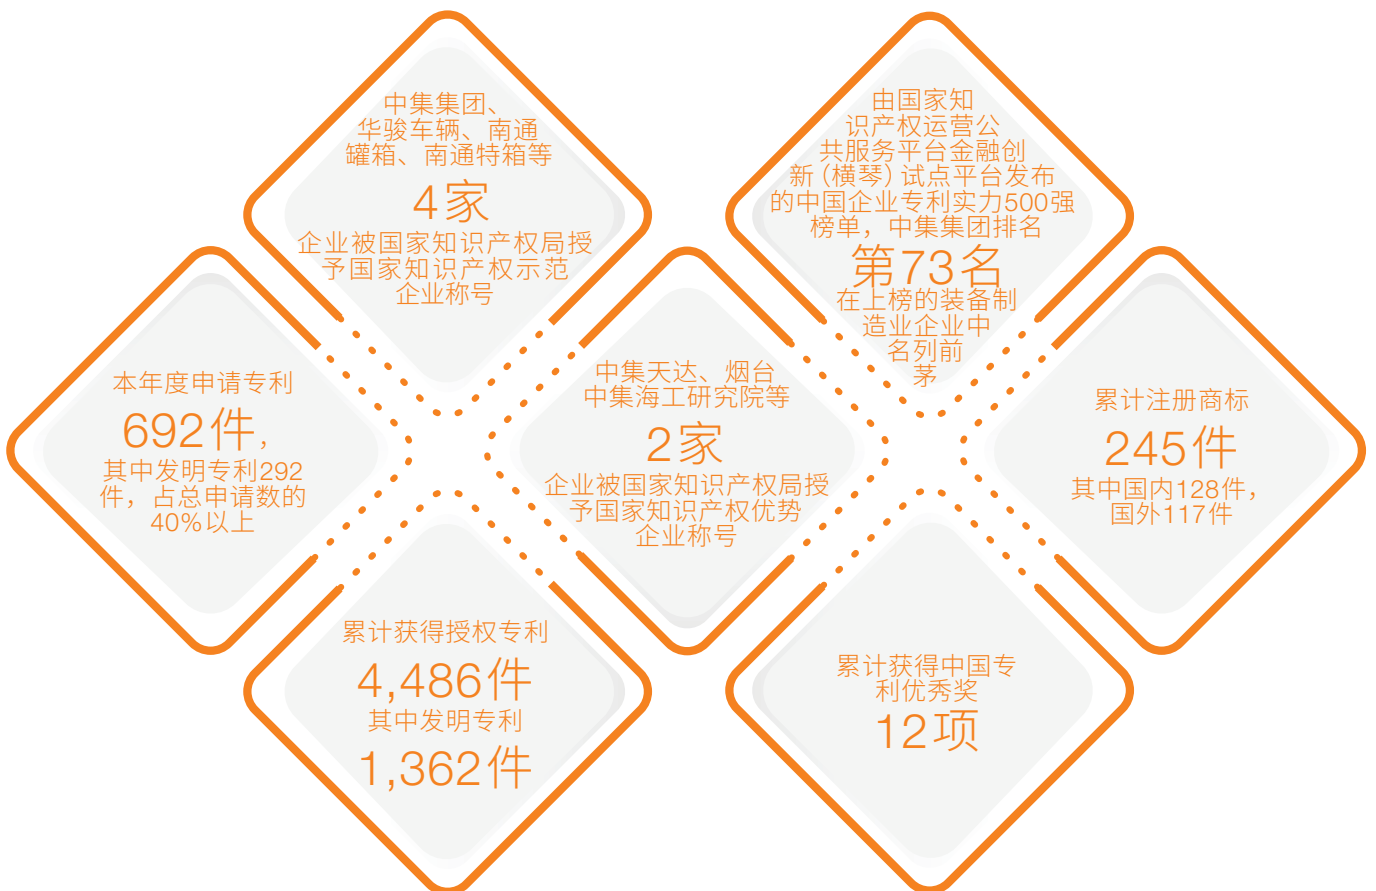 中集集团、
华骏车辆、南通
罐箱、南通特箱等
4家
企业被国家知识产权局授
予国家知识产权示范
企业称号
由国家知
识产权运营公
共服务平台金融创
新(横琴)试点平台发布
的中国企业专利实力500强
榜单，中集集团排名
第73名
在上榜的装备制
造业企业中
名列前
茅
本年度申请专利
692件，
其中发明专利292
件，占总申请数的
40%以上
中集天达、烟台
中集海工研究院等
2家
企业被国家知识产权局授
予国家知识产权优势
企业称号
累计注册商标
245件
其中国内128件，
国外117件
累计获得授权专利
4,486件
其中发明专利
1,362件
累计获得中国专
利优秀奖
12项